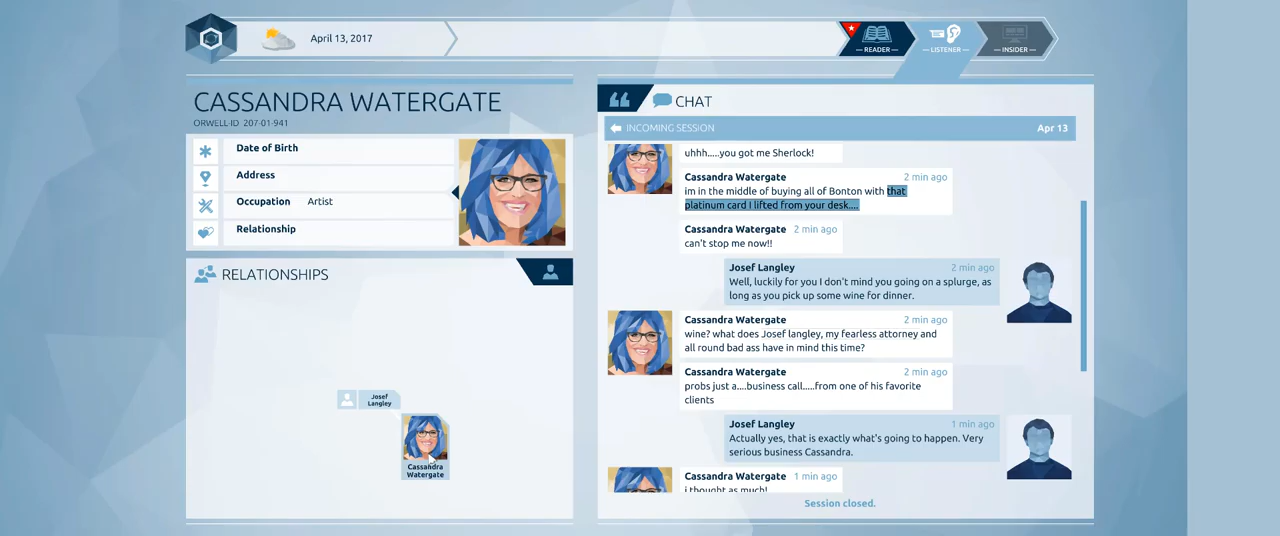 April 13, 2017
— READER —
— LISTENER —
— INSIDER —
CASSANDRA WATERGATE
ORWELL-ID 207-01-941
Date of Birth
Address
Occupation Artist
Relationship
RELATIONSHIPS
Josef
Langley
Cassandra
Watergate
CHAT
INCOMING SESSION Apr 13
uhhh.....you got me Sherlock!
Cassandra Watergate 2 min ago
im in the middle of buying all of Bonton with that
platinum card I lifted from your desk....
Cassandra Watergate 2 min ago
can't stop me now!!
Josef Langley 2 min ago
Well, luckily for you I don't mind you going on a splurge, as
long as you pick up some wine for dinner.
Cassandra Watergate 2 min ago
wine? what does Josef langley, my fearless attorney and
all round bad ass have in mind this time?
Cassandra Watergate 2 min ago
probs just a....business call.....from one of his favorite
clients
Josef Langley 1 min ago
Actually yes, that is exactly what's going to happen. Very
serious business Cassandra.
Cassandra Watergate 1 min ago
i thought as much!
Session closed.